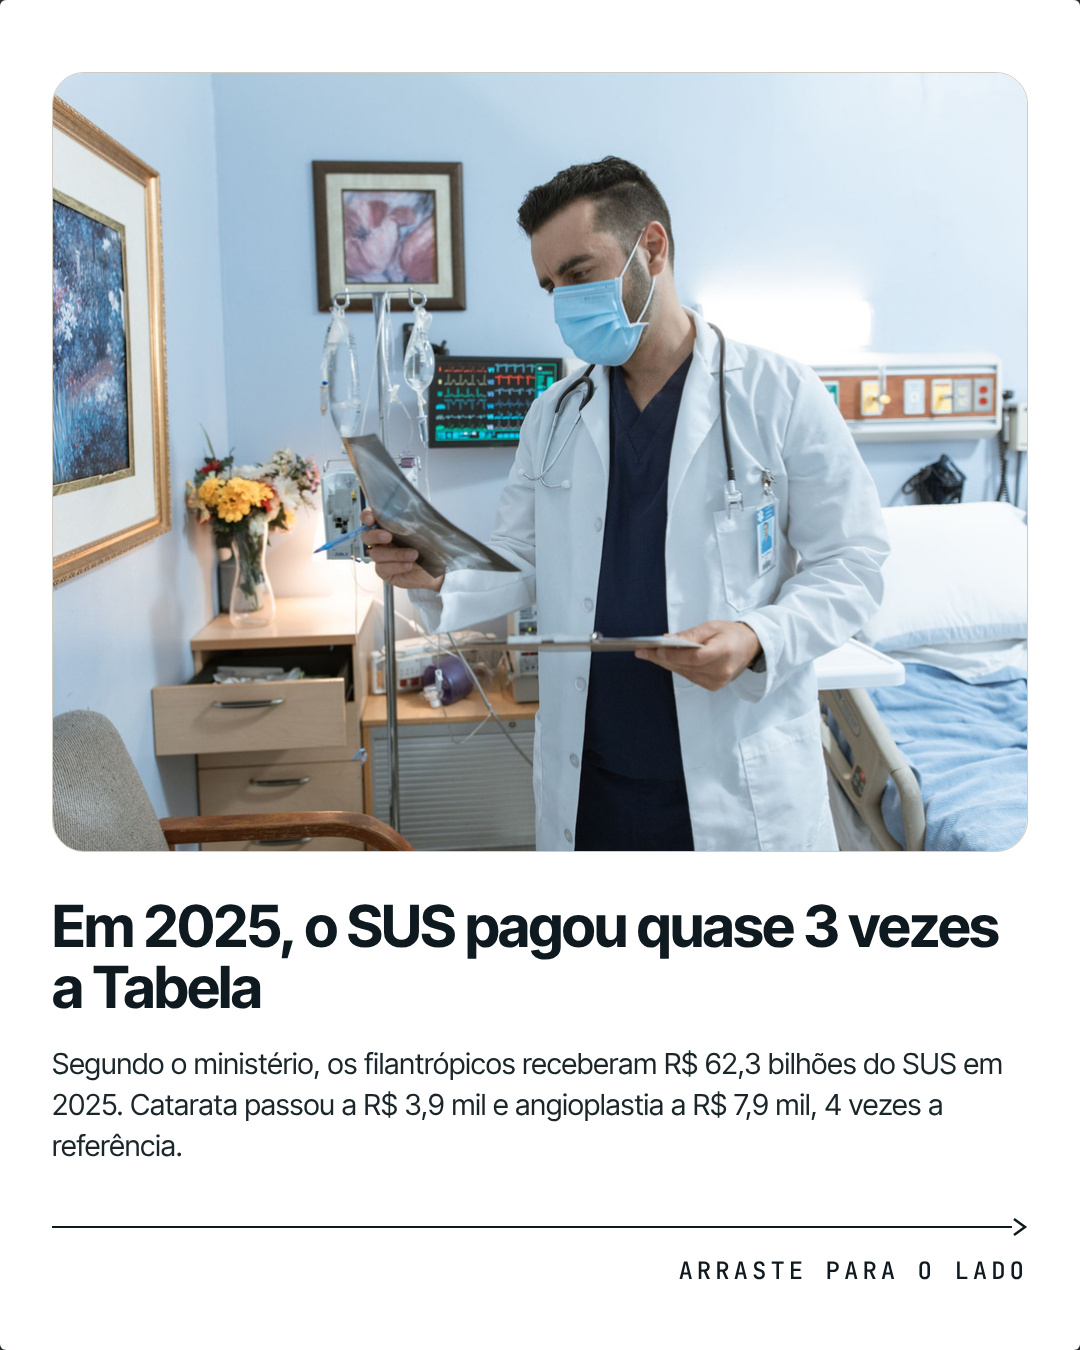 Em 2025, o SUS pagou quase 3 vezes
a Tabela
Segundo o ministério, os filantrópicos receberam R$ 62,3 bilhões do SUS em
2025. Catarata passou a R$ 3,9 mil e angioplastia a R$ 7,9 mil, 4 vezes a
referência.
ARRASTE PARA O LADO